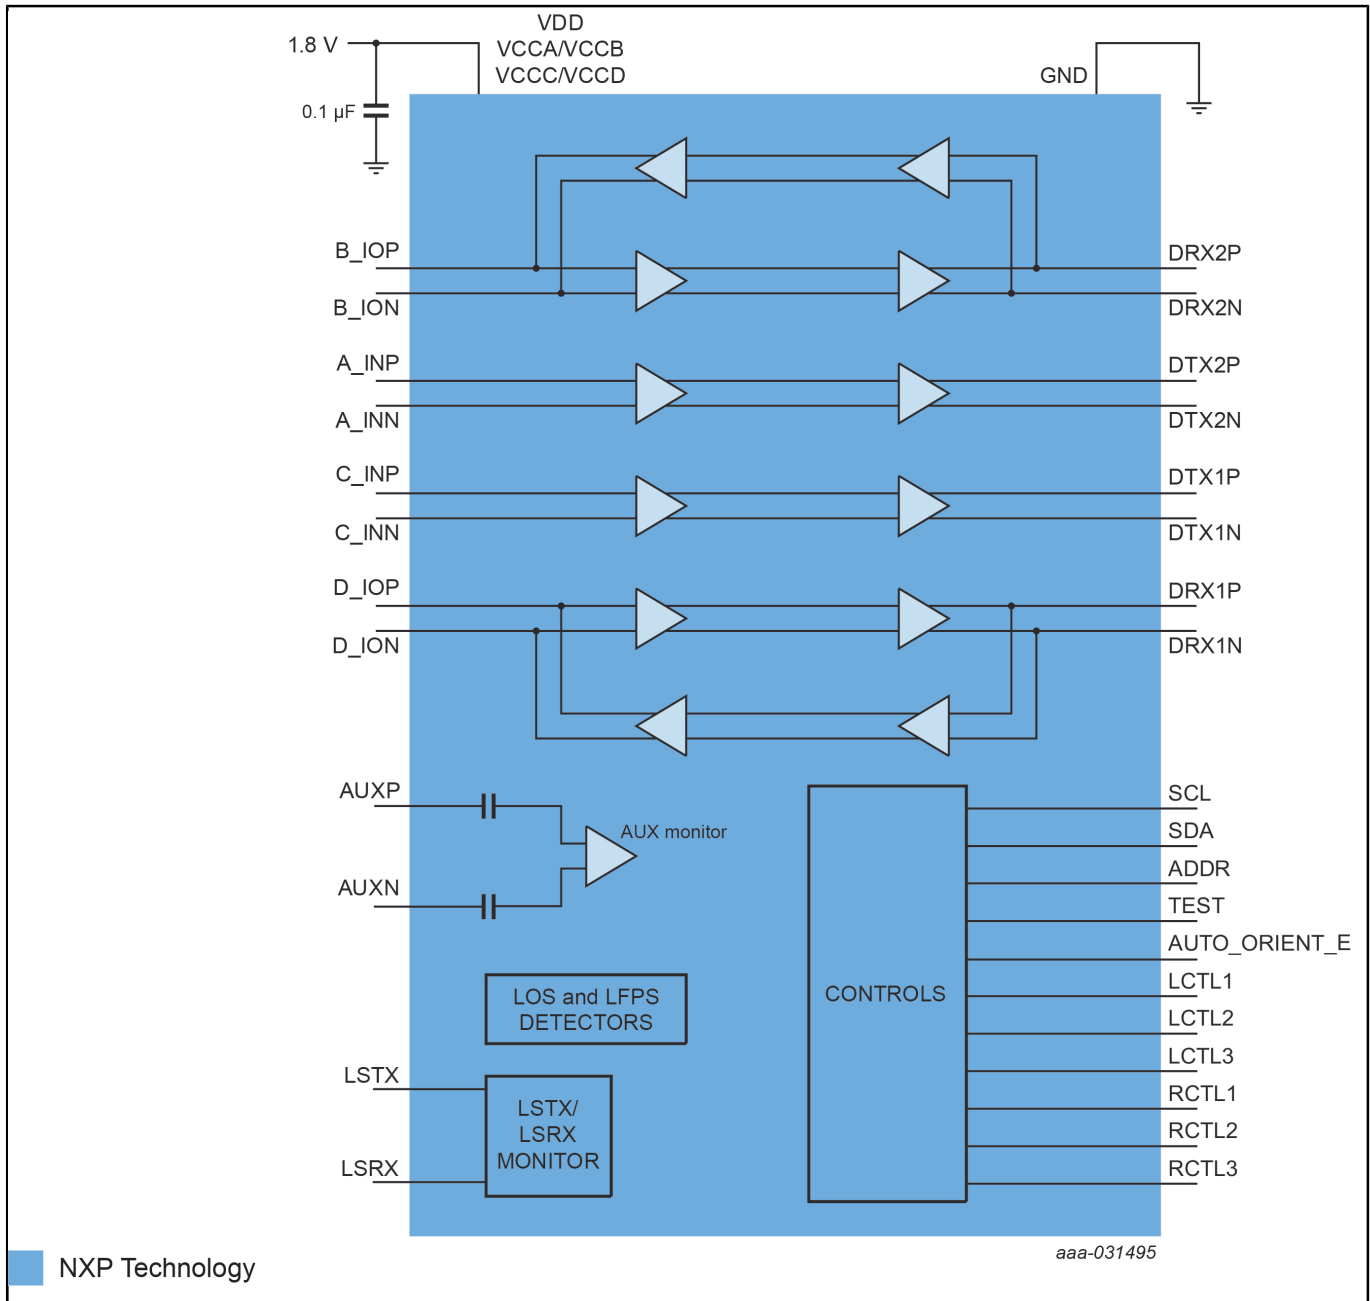 VDD
1.8 V
VCCA/VCCB
VCCC/VCCD
GND
0.1 µF
B_IOP
DRX2P
B_ION
DRX2N
A_INP
DTX2P
A_INN
DTX2N
C_INP
DTX1P
C_INN
DTX1N
D_IOP
DRX1P
D_ION
DRX1N
AUXP
AUX monitor
AUXN
LOS and LFPS
DETECTORS
LSTX
LSTX/
LSRX
MONITOR
LSRX
CONTROLS
SCL
SDA
ADDR
TEST
AUTO_ORIENT_E
LCTL1
LCTL2
LCTL3
RCTL1
RCTL2
RCTL3
aaa-031495
NXP Technology